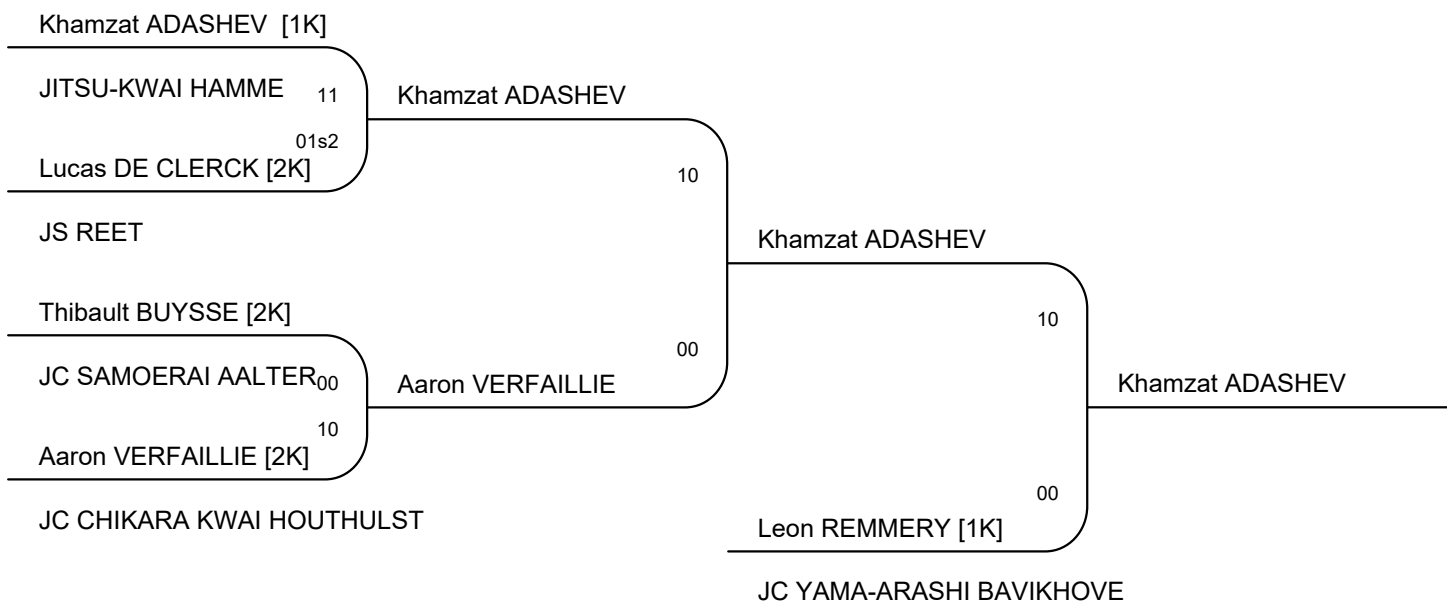 Khamzat ADASHEV [1K]
JITSU-KWAI HAMME 11
Khamzat ADASHEV
01s2
Lucas DE CLERCK [2K]
10
JS REET
Khamzat ADASHEV
Thibault BUYSSE [2K]
10
00
JC SAMOERAI AALTER 00
Aaron VERFAILLIE
Khamzat ADASHEV
10
Aaron VERFAILLIE [2K]
00
JC CHIKARA KWAI HOUTHULST
Leon REMMERY [1K]
JC YAMA-ARASHI BAVIKHOVE